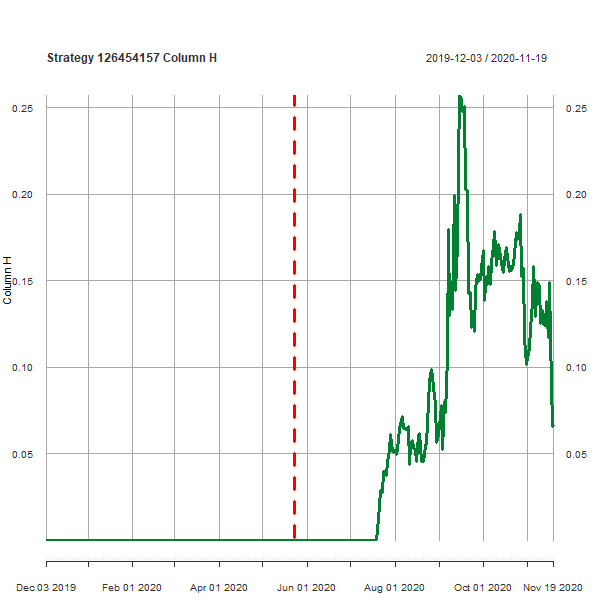 Strategy 126454157 Column H
2019-12-03 / 2020-11-19
0.25 0.25
0.20 0.20
0.15 0.15
0.10 0.10
0.05 0.05
Column H
Dec 03 2019 Feb 01 2020 Apr 01 2020 Jun 01 2020 Aug 01 2020 Oct 01 2020 Nov 19 2020